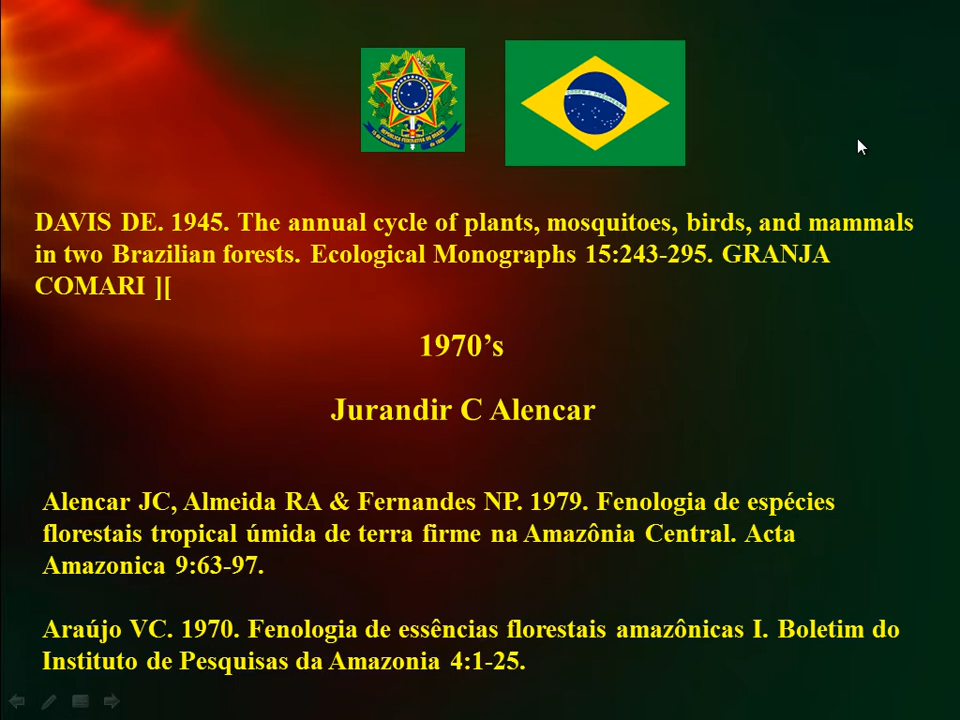 DAVIS DE. 1945. The annual cycle of plants, mosquitoes, birds, and mammals
in two Brazilian forests. Ecological Monographs 15:243-295. GRANJA
COMARI ][
1970’s
Jurandir C Alencar
Alencar JC, Almeida RA & Fernandes NP. 1979. Fenologia de espécies
florestais tropical úmida de terra firme na Amazônia Central. Acta
Amazonica 9:63-97.
Araújo VC. 1970. Fenologia de essências florestais amazônicas I. Boletim do
Instituto de Pesquisas da Amazonia 4:1-25.